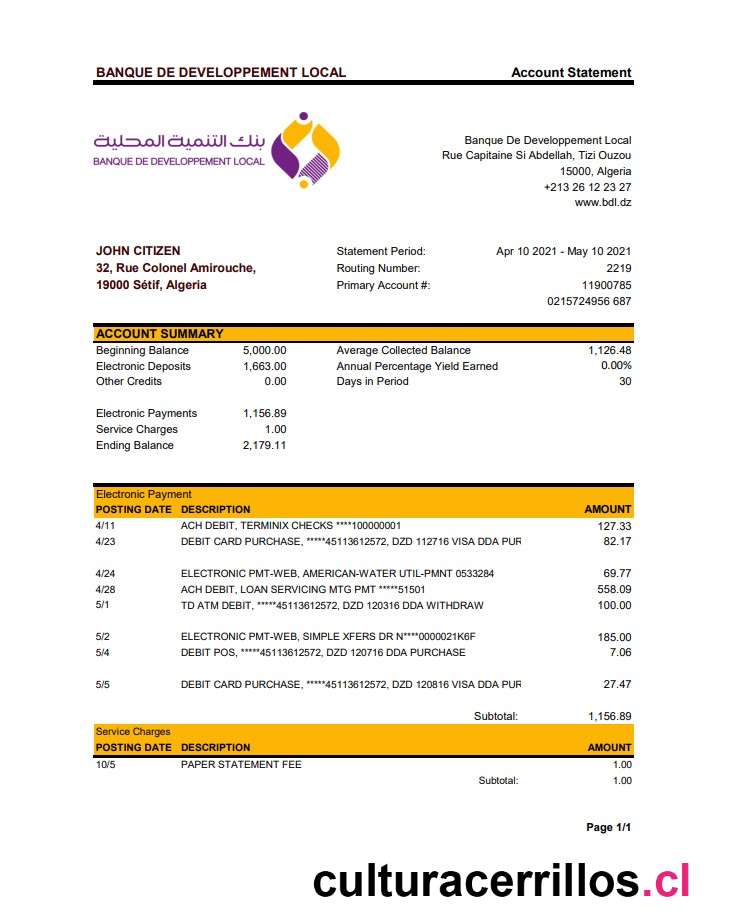 BANQUE DE DEVELOPPEMENT LOCAL Account Statement
بنك التنمية المحلية
BANQUE DE DEVELOPPEMENT LOCAL
Banque De Developpement Local
Rue Capitaine Si Abdellah, Tizi Ouzou
15000, Algeria
+213 26 12 23 27
www.bdl.dz
JOHN CITIZEN
32, Rue Colonel Amirouche,
19000 Sétif, Algeria
Statement Period: Apr 10 2021 - May 10 2021
Routing Number: 2219
Primary Account #: 11900785
0215724956 687
ACCOUNT SUMMARY
Beginning Balance 5,000.00 Average Collected Balance 1,126.48
Electronic Deposits 1,663.00 Annual Percentage Yield Earned 0.00%
Other Credits 0.00 Days in Period 30
Electronic Payments 1,156.89
Service Charges 1.00
Ending Balance 2,179.11
Electronic Payment
POSTING DATE DESCRIPTION AMOUNT
4/11 ACH DEBIT, TERMINIX CHECKS ****100000001 127.33
4/23 DEBIT CARD PURCHASE, *****45113612572, DZD 112716 VISA DDA PUR 82.17
4/24 ELECTRONIC PMT-WEB, AMERICAN-WATER UTIL-PMNT 0533284 69.77
4/28 ACH DEBIT, LOAN SERVICING MTG PMT *****51501 558.09
5/1 TD ATM DEBIT, *****45113612572, DZD 120316 DDA WITHDRAW 100.00
5/2 ELECTRONIC PMT-WEB, SIMPLE XFERS DR N****0000021K6F 185.00
5/4 DEBIT POS, *****45113612572, DZD 120716 DDA PURCHASE 7.06
5/5 DEBIT CARD PURCHASE, *****45113612572, DZD 120816 VISA DDA PUR 27.47
Subtotal: 1,156.89
Service Charges
POSTING DATE DESCRIPTION AMOUNT
10/5 PAPER STATEMENT FEE 1.00
Subtotal: 1.00
Page 1/1
culturacerrillos.cl